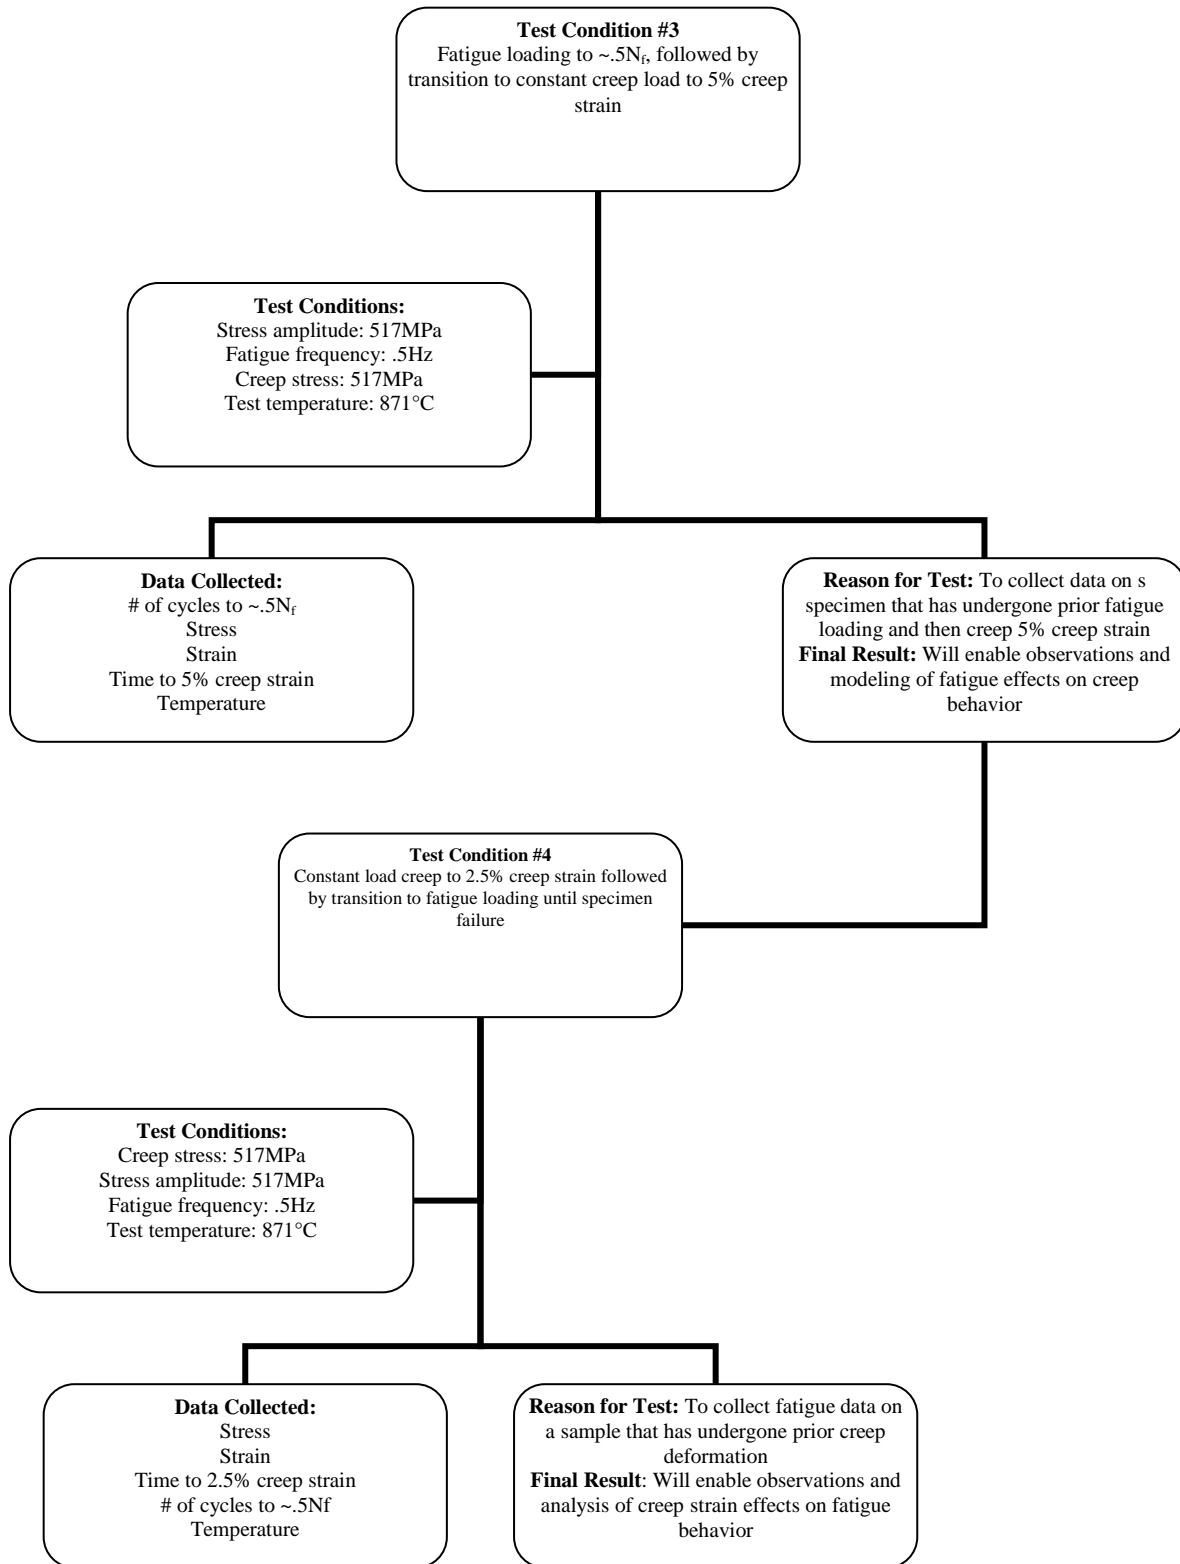 Test Condition #3
Fatigue loading to ~.5Nf, followed by
transition to constant creep load to 5% creep
strain
Test Conditions:
Stress amplitude: 517MPa
Fatigue frequency: .5Hz
Creep stress: 517MPa
Test temperature: 871°C
Data Collected:
# of cycles to ~.5Nf
Stress
Strain
Time to 5% creep strain
Temperature
Reason for Test: To collect data on s
specimen that has undergone prior fatigue
loading and then creep 5% creep strain
Final Result: Will enable observations and
modeling of fatigue effects on creep
behavior
Test Condition #4
Constant load creep to 2.5% creep strain followed
by transition to fatigue loading until specimen
failure
Test Conditions:
Creep stress: 517MPa
Stress amplitude: 517MPa
Fatigue frequency: .5Hz
Test temperature: 871°C
Data Collected:
Stress
Strain
Time to 2.5% creep strain
# of cycles to ~.5Nf
Temperature
Reason for Test: To collect fatigue data on
a sample that has undergone prior creep
deformation
Final Result: Will enable observations and
analysis of creep strain effects on fatigue
behavior